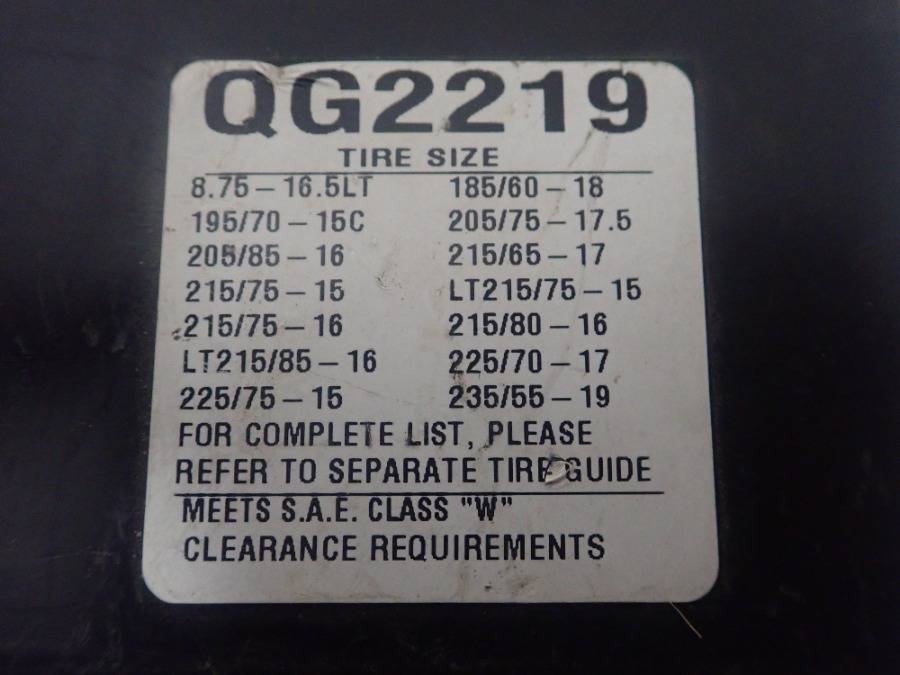 QG2219
TIRE SIZE
8.75 – 16.5LT 185/60 – 18
195/70 – 15C 205/75 – 17.5
205/85 – 16 215/65 – 17
215/75 – 15 LT215/75 – 15
215/75 – 16 215/80 – 16
LT215/85 – 16 225/70 – 17
225/75 – 15 235/55 – 19
FOR COMPLETE LIST, PLEASE
REFER TO SEPARATE TIRE GUIDE
MEETS S.A.E. CLASS "W"
CLEARANCE REQUIREMENTS